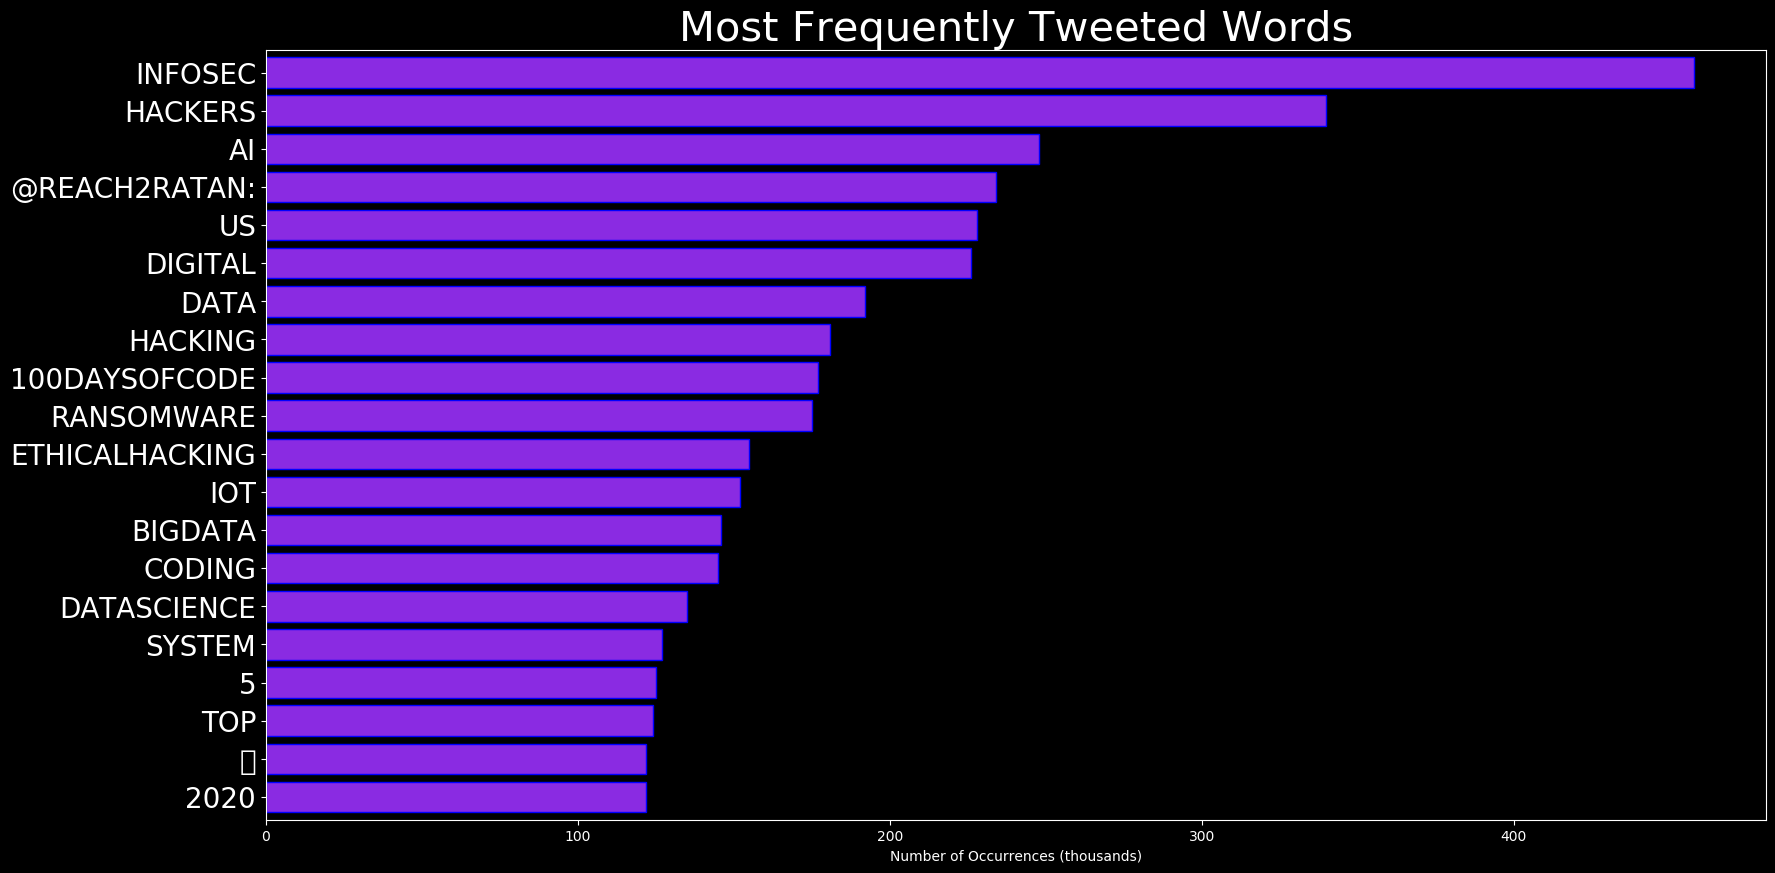 Most Frequently Tweeted Words
INFOSEC
HACKERS
AI
@REACH2RATAN:
US
DIGITAL
DATA
HACKING
100DAYSOFCODE
RANSOMWARE
ETHICALHACKING
IOT
BIGDATA
CODING
DATASCIENCE
SYSTEM
5
TOP
2020
0 100 200 300 400
Number of Occurrences (thousands)